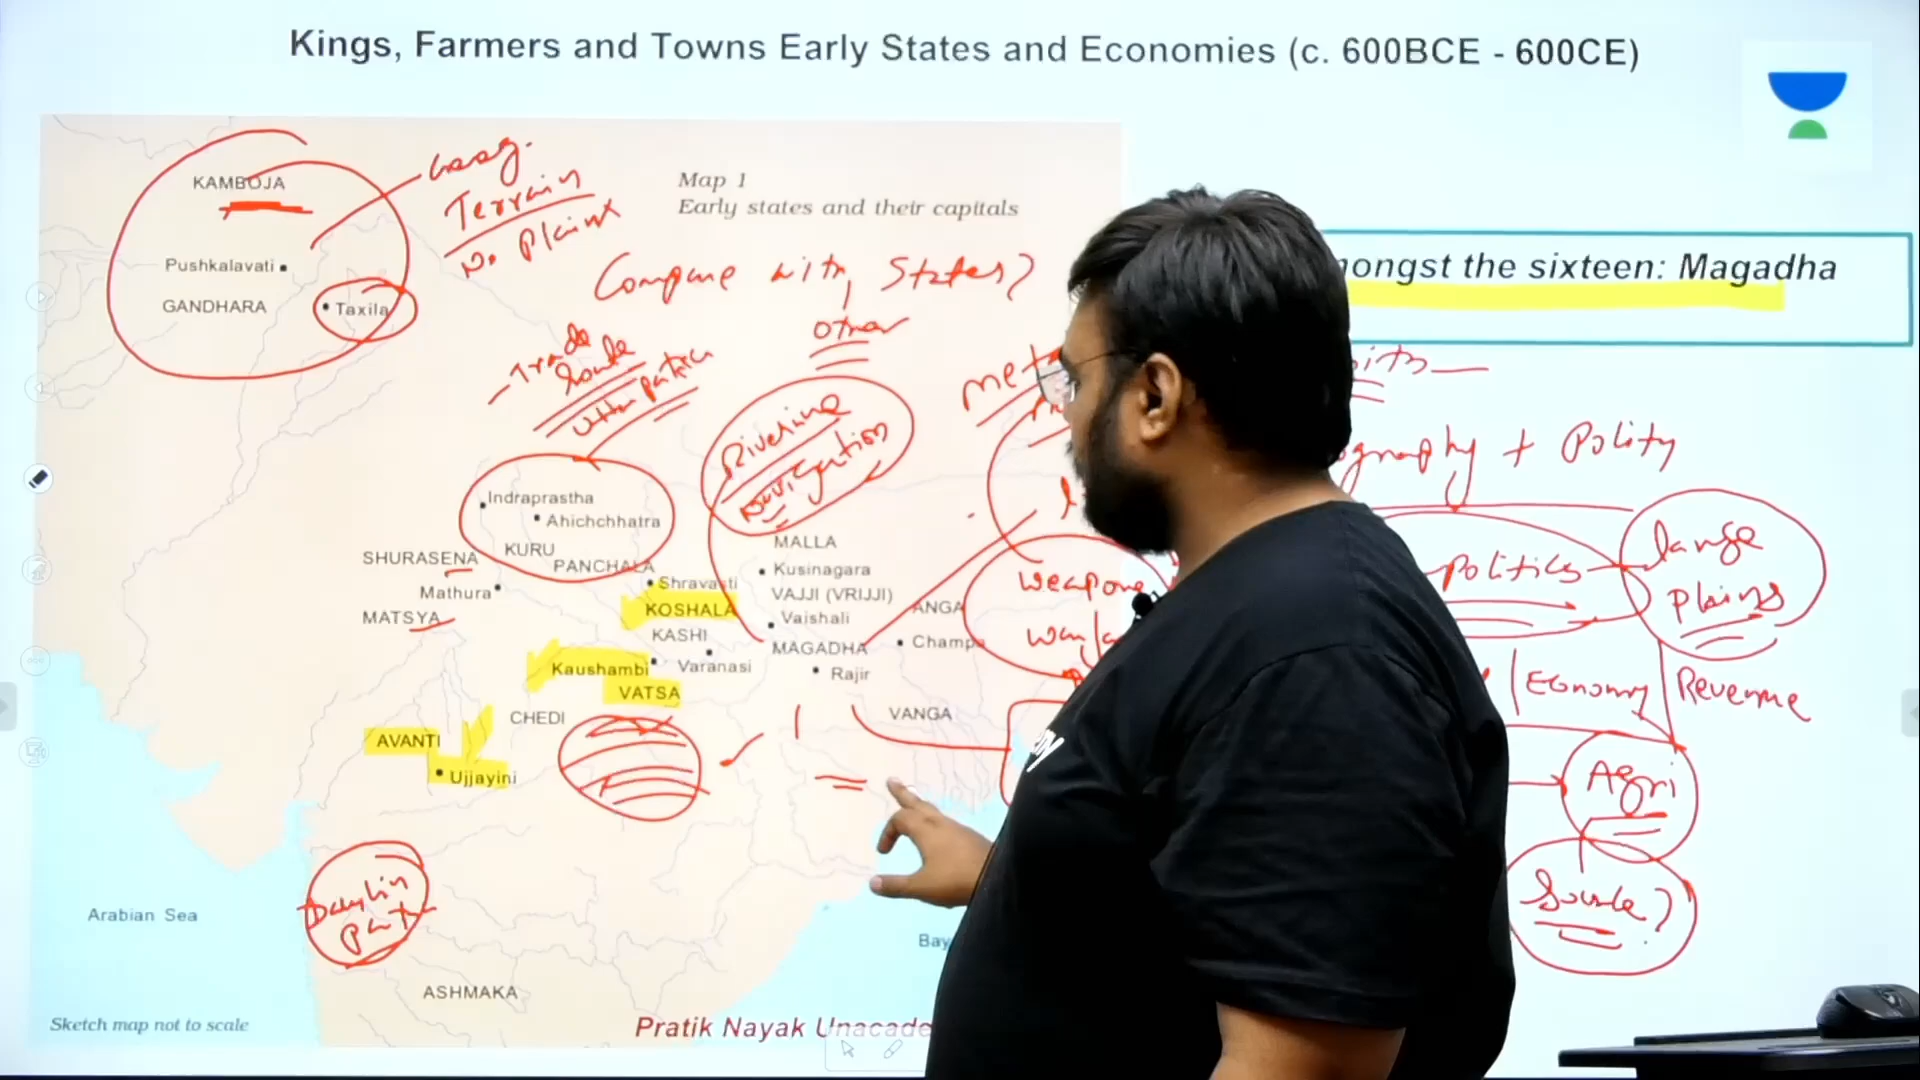 Kings, Farmers and Towns Early States and Economies (c. 600BCE - 600CE)
Map 1
Early states and their capitals
KAMBOJA
Pushkalavati
GANDHARA
Taxila
Terrain
No Plains
Compare with States?
Other
Trade
Route
Uttarapatha
Riverine
Navigation
ongst the sixteen: Magadha
+ Polity
Politics
large
Plains
Economy
Revenue
Agri
Weapons
Indraprastha
Ahichchhatra
KURU
PANCHALA
SHURASENA
Mathura
MATSYA
MALLA
Kusinagara
VAJJI (VRIJJI)
Vaishali
Shravasti
KOSHALA
KASHI
Varanasi
MAGADHA
Rajir
ANGA
Champa
Kaushambi
VATSA
CHEDI
VANGA
AVANTI
Ujjayini
ASHMAKA
Arabian Sea
Bay
Sketch map not to scale
Pratik Nayak Unacade